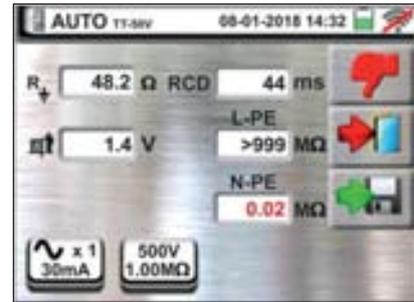 AUTO TT-50V 08-01-2018 14:32
R 48.2 Ω RCD 44 ms
L-PE
1.4 V >999 MΩ
N-PE
0.02 MΩ
x 1 500V
30mA 1.00MΩ